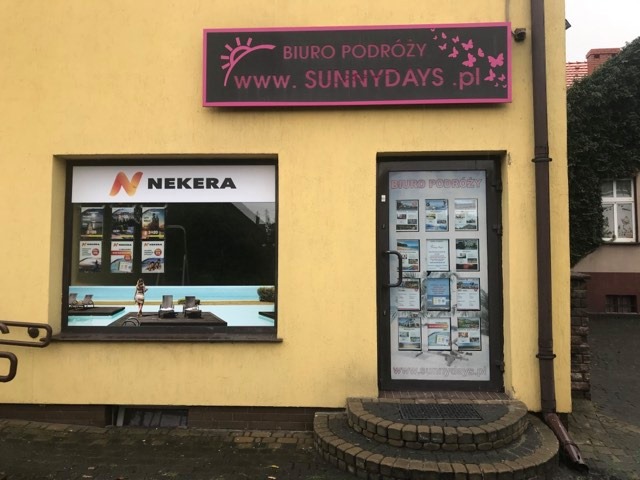 BIURO PODRÓŻY
www. SUNNYDAYS .pl
NEKERA
BIURO PODRÓŻY
www.sunnydays.pl